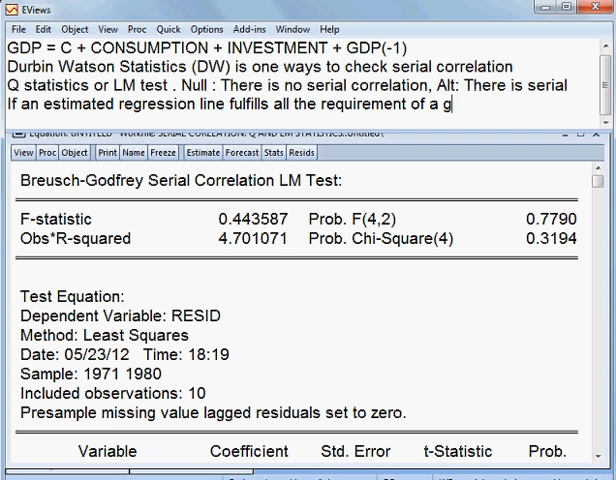 EViews
File Edit Object View Proc Quick Options Add-ins Window Help
GDP = C + CONSUMPTION + INVESTMENT + GDP(-1)
Durbin Watson Statistics (DW) is one ways to check serial correlation
Q statistics or LM test . Null : There is no serial correlation, Alt: There is serial
If an estimated regression line fulfills all the requirement of a g
View Proc Object Print Name Freeze Estimate Forecast Stats Resids
Breusch-Godfrey Serial Correlation LM Test:
F-statistic 0.443587 Prob. F(4,2) 0.7790
Obs*R-squared 4.701071 Prob. Chi-Square(4) 0.3194
Test Equation:
Dependent Variable: RESID
Method: Least Squares
Date: 05/23/12 Time: 18:19
Sample: 1971 1980
Included observations: 10
Presample missing value lagged residuals set to zero.
Variable Coefficient Std. Error t-Statistic Prob.